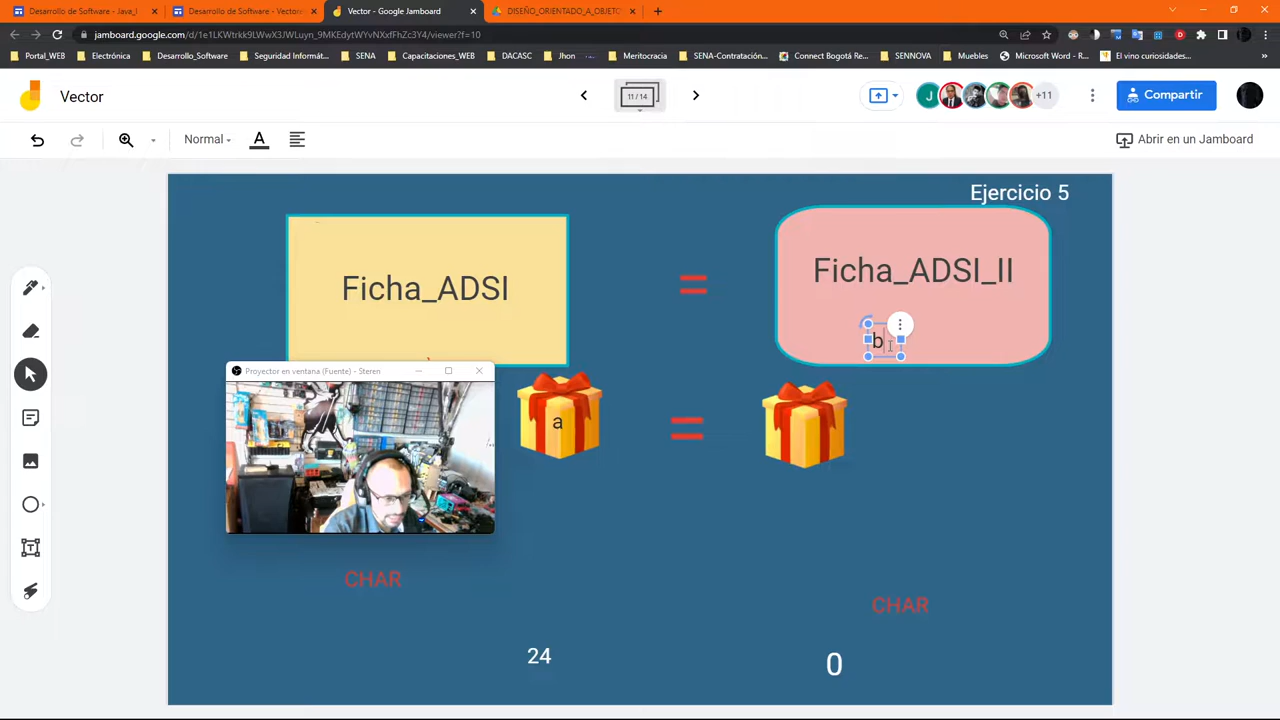 Desarrollo de Software - Java_I
Desarrollo de Software - Vectore
Vector - Google Jamboard
DISEÑO_ORIENTADO_A_OBJETO
jamboard.google.com/d/1e1LKWtrkk9LWwX3JWLuyn_9MKEdytWYvNXxfFhZc3Y4/viewer?f=10
Portal_WEB
Electrónica
Desarrollo_Software
Seguridad Informát...
SENA
Capacitaciones_WEB
DACASC
Jhon
Meritocracia
SENA-Contratación...
Connect Bogotá Re...
SENNOVA
Muebles
Microsoft Word - R...
El vino curiosidades...
Vector
11 / 14
J
+11
Compartir
Normal
A
Abrir en un Jamboard
Ejercicio 5
Ficha_ADSI
=
Ficha_ADSI_II
b
Proyector en ventana (Fuente) - Steren
a
=
CHAR
CHAR
24
0